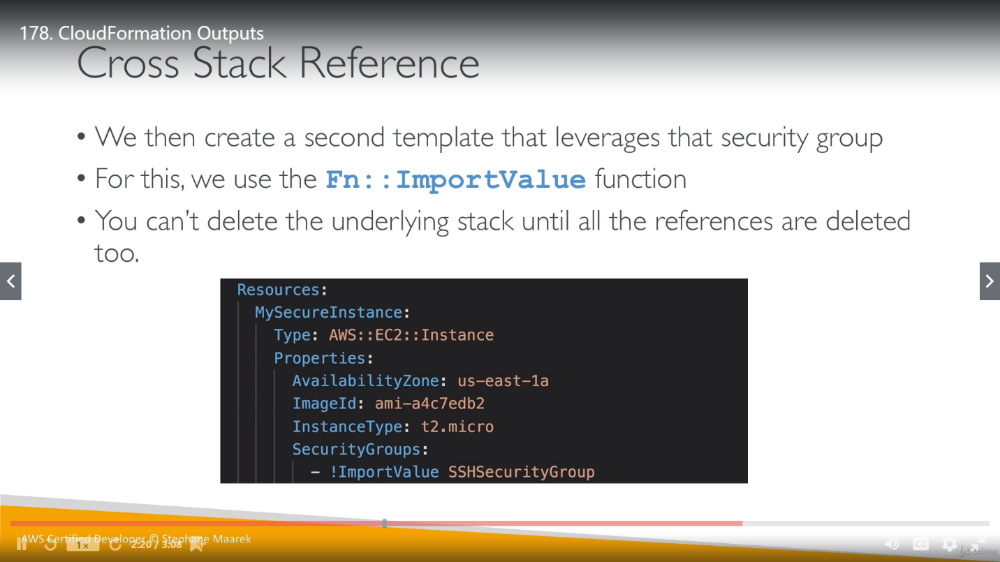 178. CloudFormation Outputs
Cross Stack Reference
• We then create a second template that leverages that security group
• For this, we use the Fn::ImportValue function
• You can't delete the underlying stack until all the references are deleted
too.
Resources:
MySecureInstance:
Type: AWS::EC2::Instance
Properties:
AvailabilityZone: us-east-1a
ImageId: ami-a4c7edb2
InstanceType: t2.micro
SecurityGroups:
- !ImportValue SSHSecurityGroup
AWS Certified Developer © Stephane Maarek
1x 2:20 / 3:08
CC
Udemy